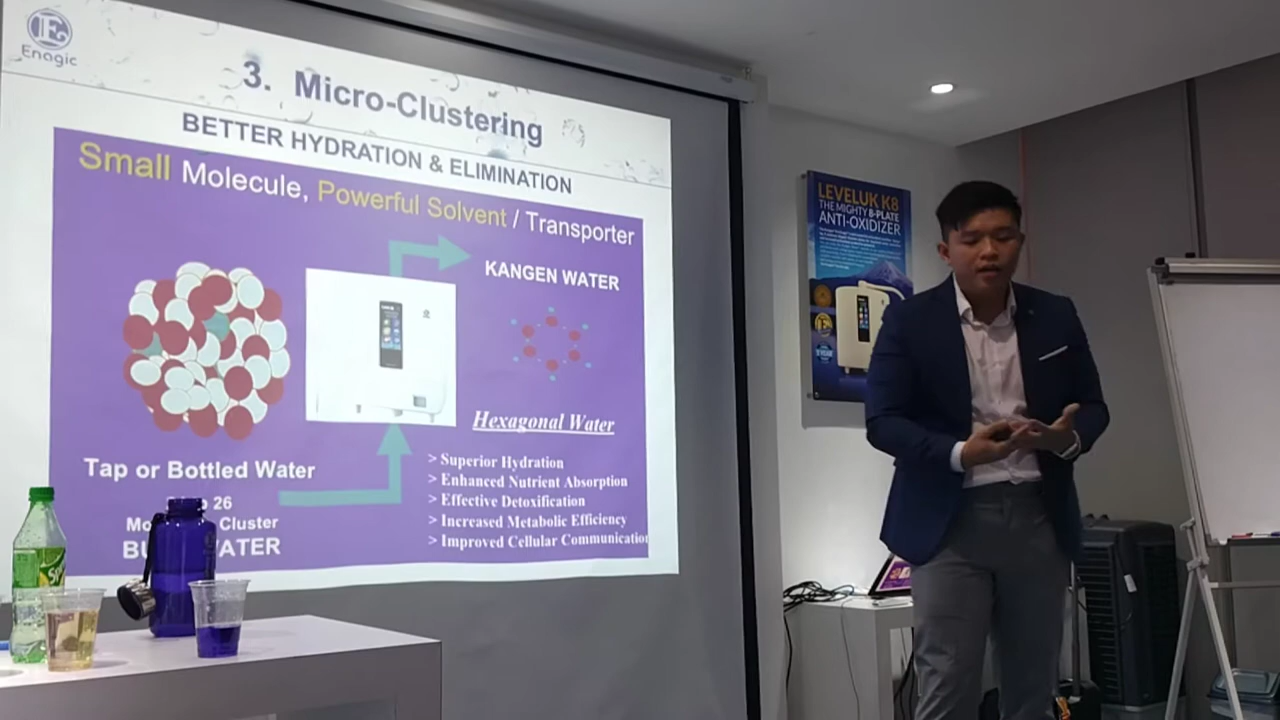 Enagic
3. Micro-Clustering
BETTER HYDRATION & ELIMINATION
Small Molecule, Powerful Solvent / Transporter
KANGEN WATER
Hexagonal Water
Tap or Bottled Water
26
Cluster
> Superior Hydration
> Enhanced Nutrient Absorption
> Effective Detoxification
> Increased Metabolic Efficiency
> Improved Cellular Communication
LEVELUK K8
THE MIGHTY 8-PLATE
ANTI-OXIDIZER